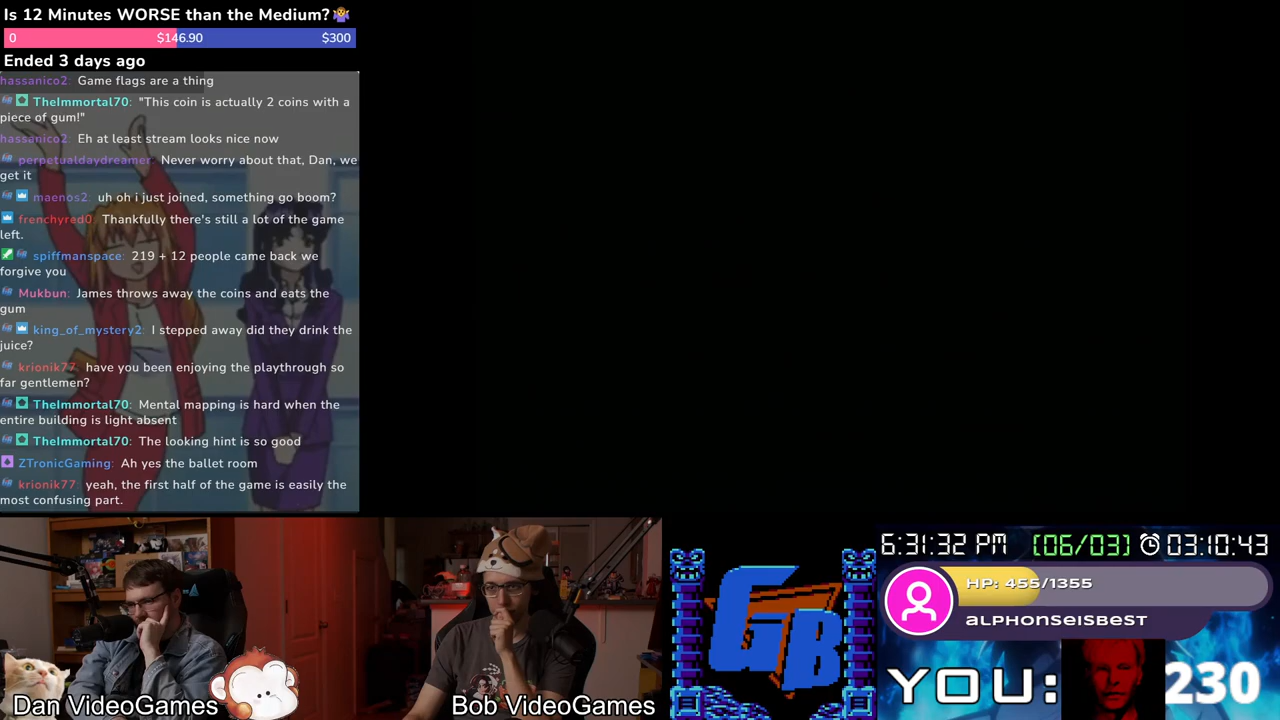 Is 12 Minutes WORSE than the Medium?🤷‍♀️
0 $146.90 $300
Ended 3 days ago
hassanico2: Game flags are a thing
TheImmortal70: "This coin is actually 2 coins with a
piece of gum!"
hassanico2: Eh at least stream looks nice now
perpetualdaydreamer: Never worry about that, Dan, we
get it
maenos2: uh oh i just joined, something go boom?
frenchyred0: Thankfully there's still a lot of the game
left.
spiffmanspace: 219 + 12 people came back we
forgive you
Mukbun: James throws away the coins and eats the
gum
king_of_mystery2: I stepped away did they drink the
juice?
krionik77: have you been enjoying the playthrough so
far gentlemen?
TheImmortal70: Mental mapping is hard when the
entire building is light absent
TheImmortal70: The looking hint is so good
ZTronicGaming: Ah yes the ballet room
krionik77: yeah, the first half of the game is easily the
most confusing part.
Dan VideoGames
Bob VideoGames
GB
6:31:32 PM [06/03] 03:10:43
HP: 455/1355
aLPHONSeISBeST
YOU: 230